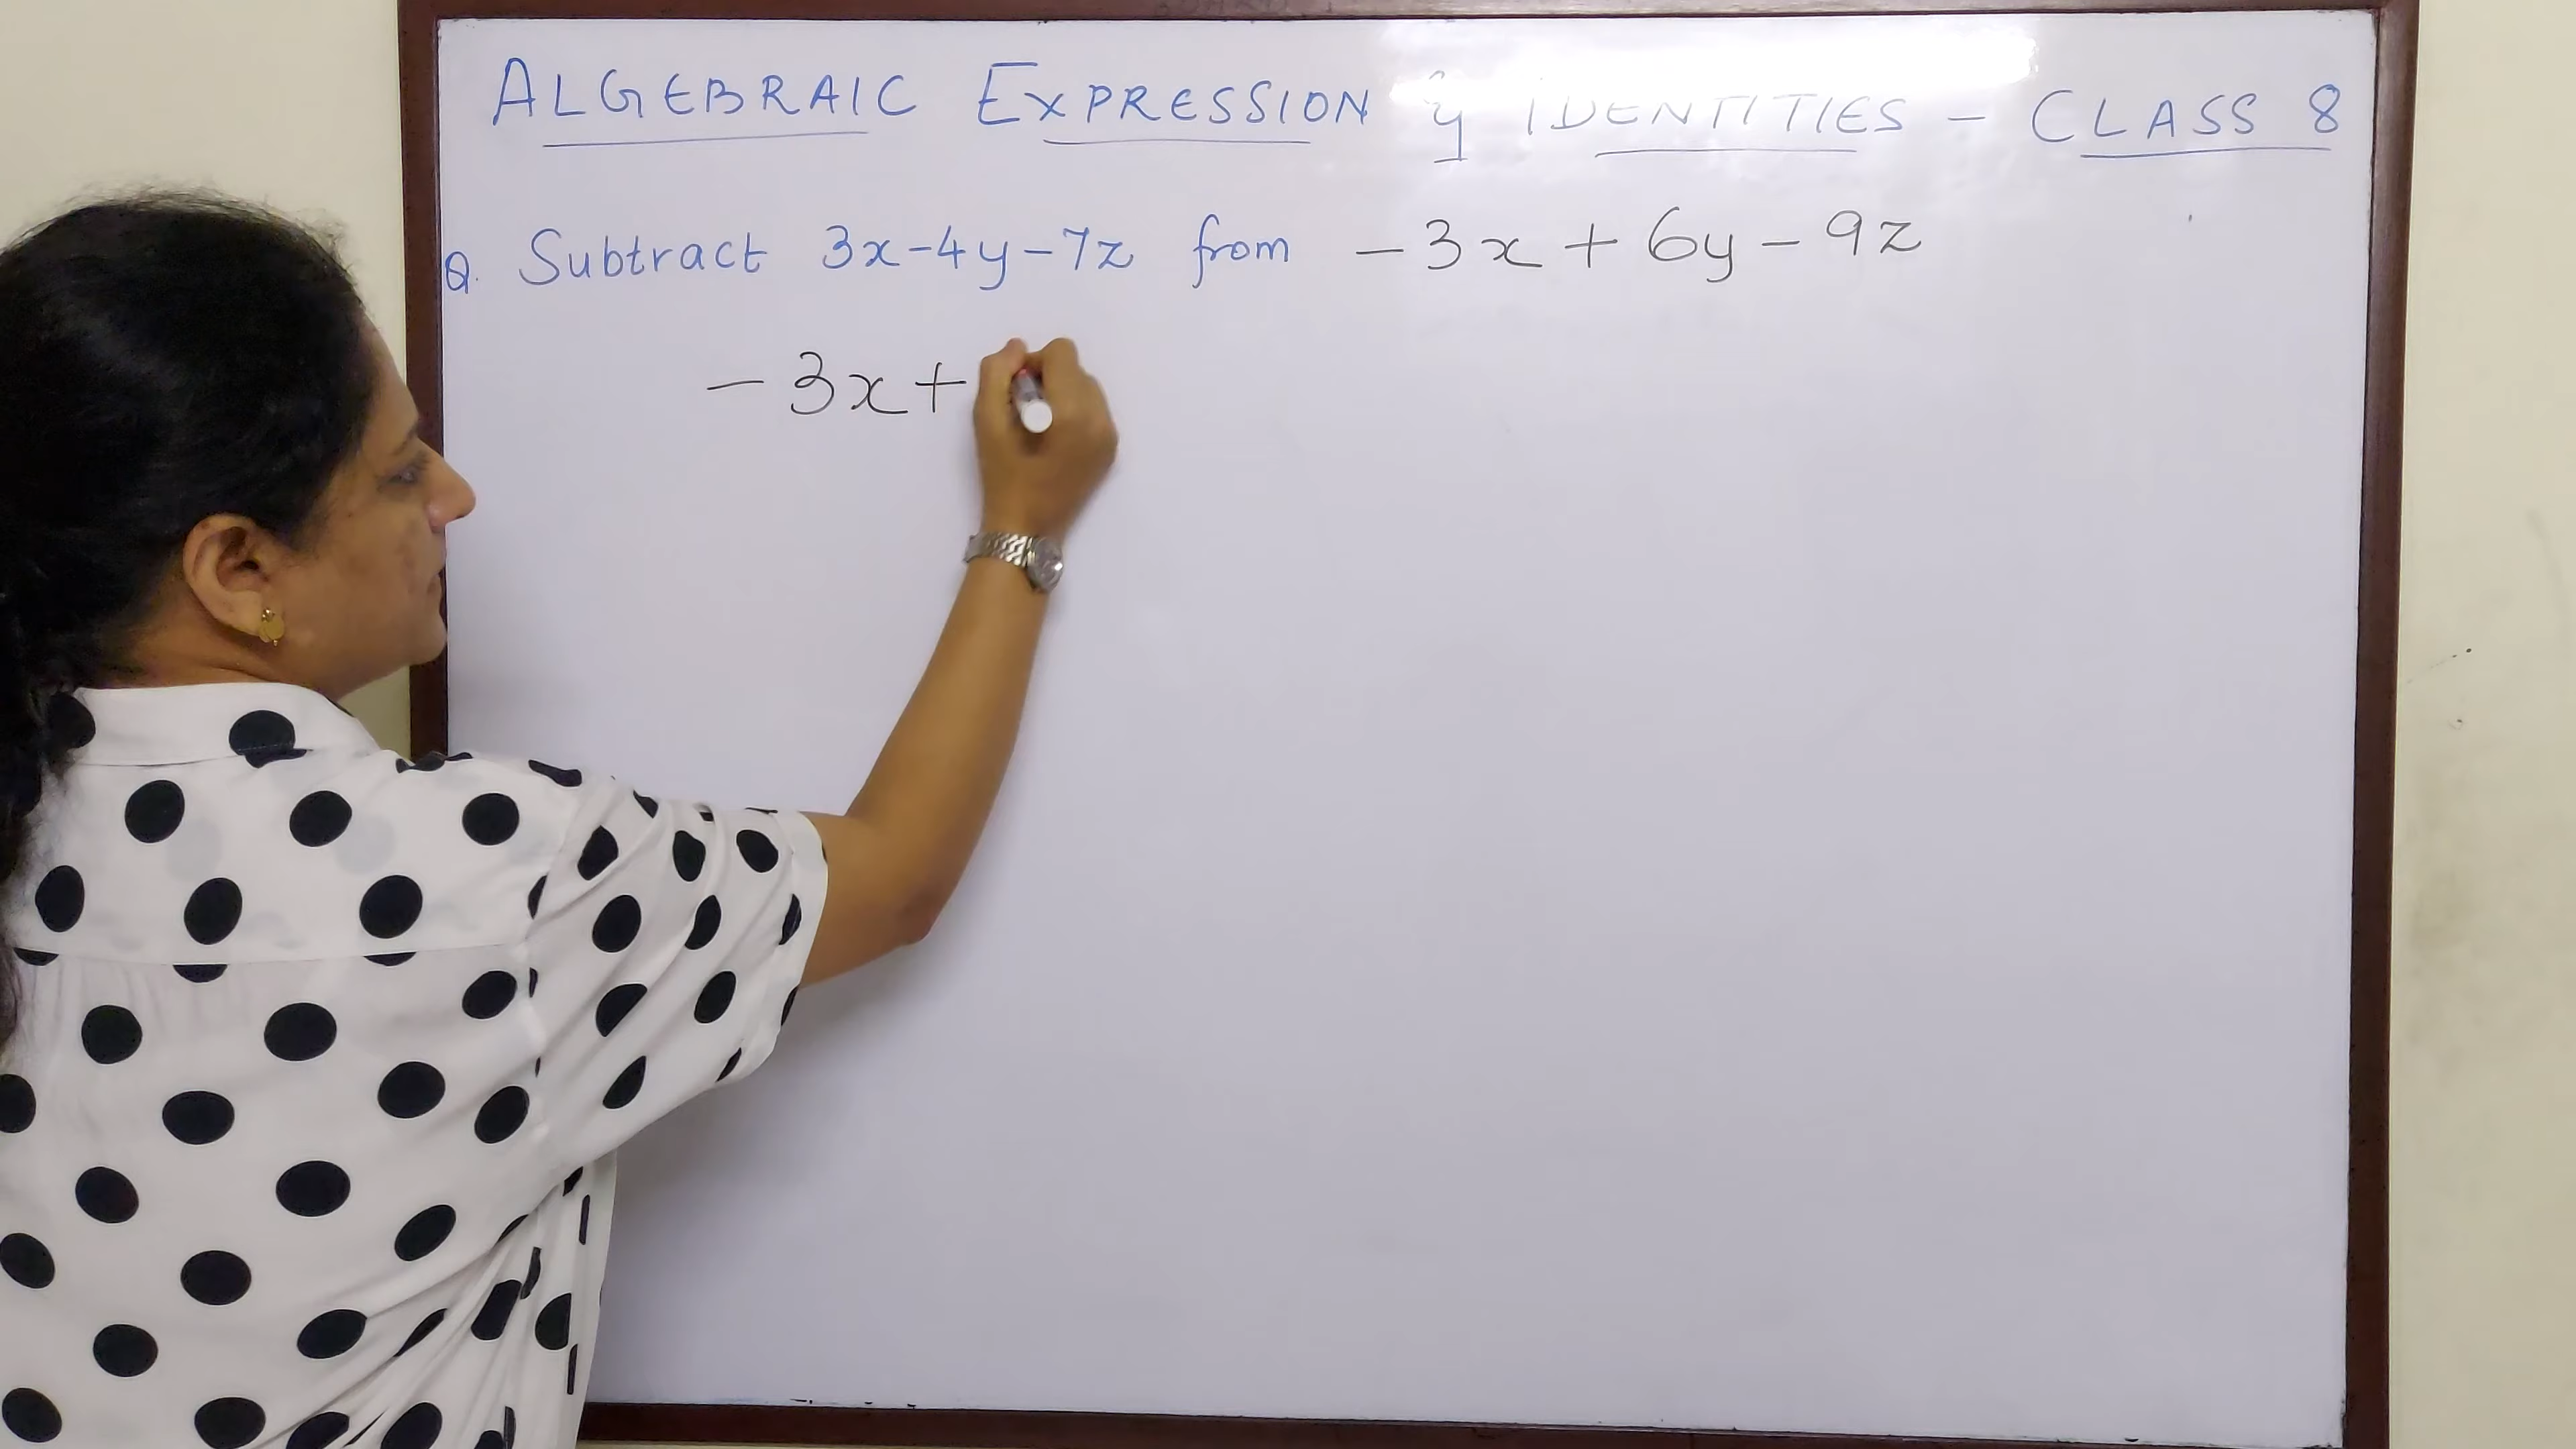 ALGEBRAIC EXPRESSION & IDENTITIES - CLASS 8
Q. Subtract 3x-4y-7z from -3x+6y-9z
-3x+